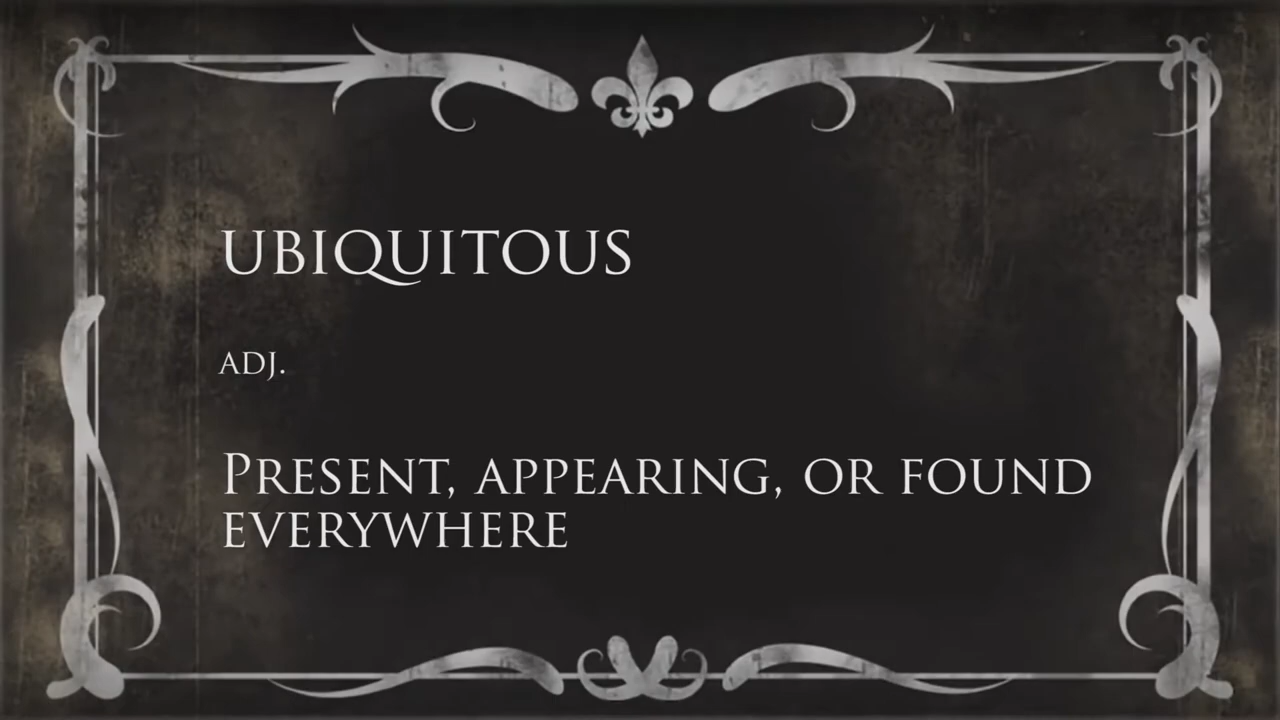 UBIQUITOUS
ADJ.
PRESENT, APPEARING, OR FOUND
EVERYWHERE